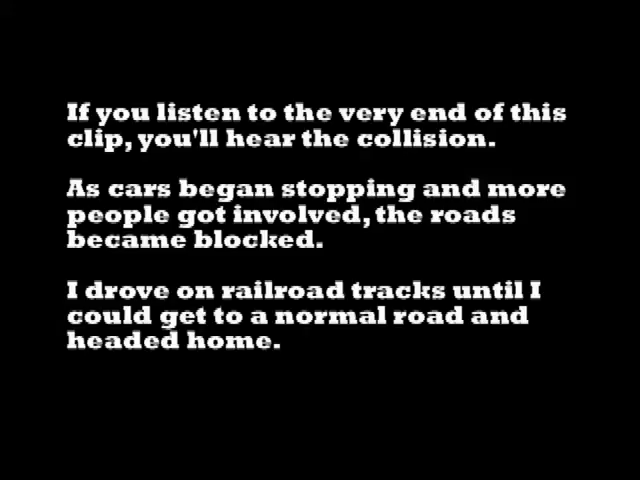 If you listen to the very end of this
clip, you'll hear the collision.
As cars began stopping and more
people got involved, the roads
became blocked.
I drove on railroad tracks until I
could get to a normal road and
headed home.